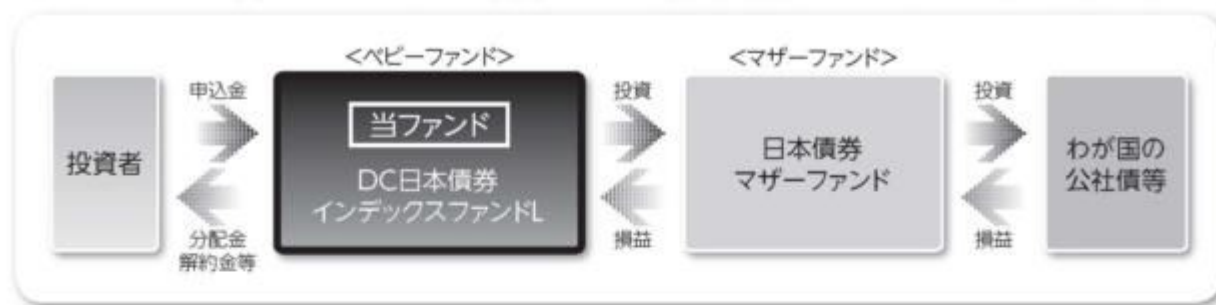 <ベビーファンド>
<マザーファンド>
投資者
申込金
分配金
解約金等
当ファンド
DC日本債券
インデックスファンドL
投資
損益
日本債券
マザーファンド
投資
損益
わが国の
公社債等